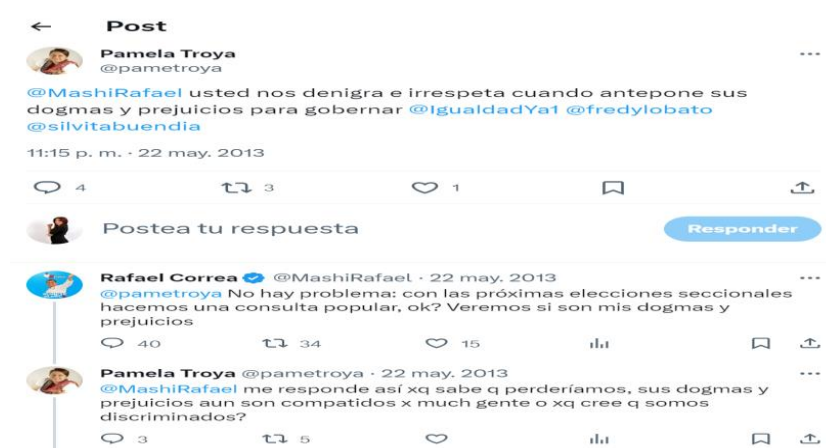 Post
Pamela Troya
@pametroya
@MashiRafael usted nos denigra e irrespeta cuando antepone sus
dogmas y prejuicios para gobernar @IgualdadYa1 @fredylobato
@silvitabuendia
11:15 p. m. · 22 may. 2013
4 3 1
Postea tu respuesta Responder
Rafael Correa @MashiRafael · 22 may. 2013
@pametroya No hay problema: con las próximas elecciones seccionales
hacemos una consulta popular, ok? Veremos si son mis dogmas y
prejuicios
40 34 15
Pamela Troya @pametroya · 22 may. 2013
@MashiRafael me responde así xq sabe q perderíamos, sus dogmas y
prejuicios aun son compatidos x much gente o xq cree q somos
discriminados?
3 5